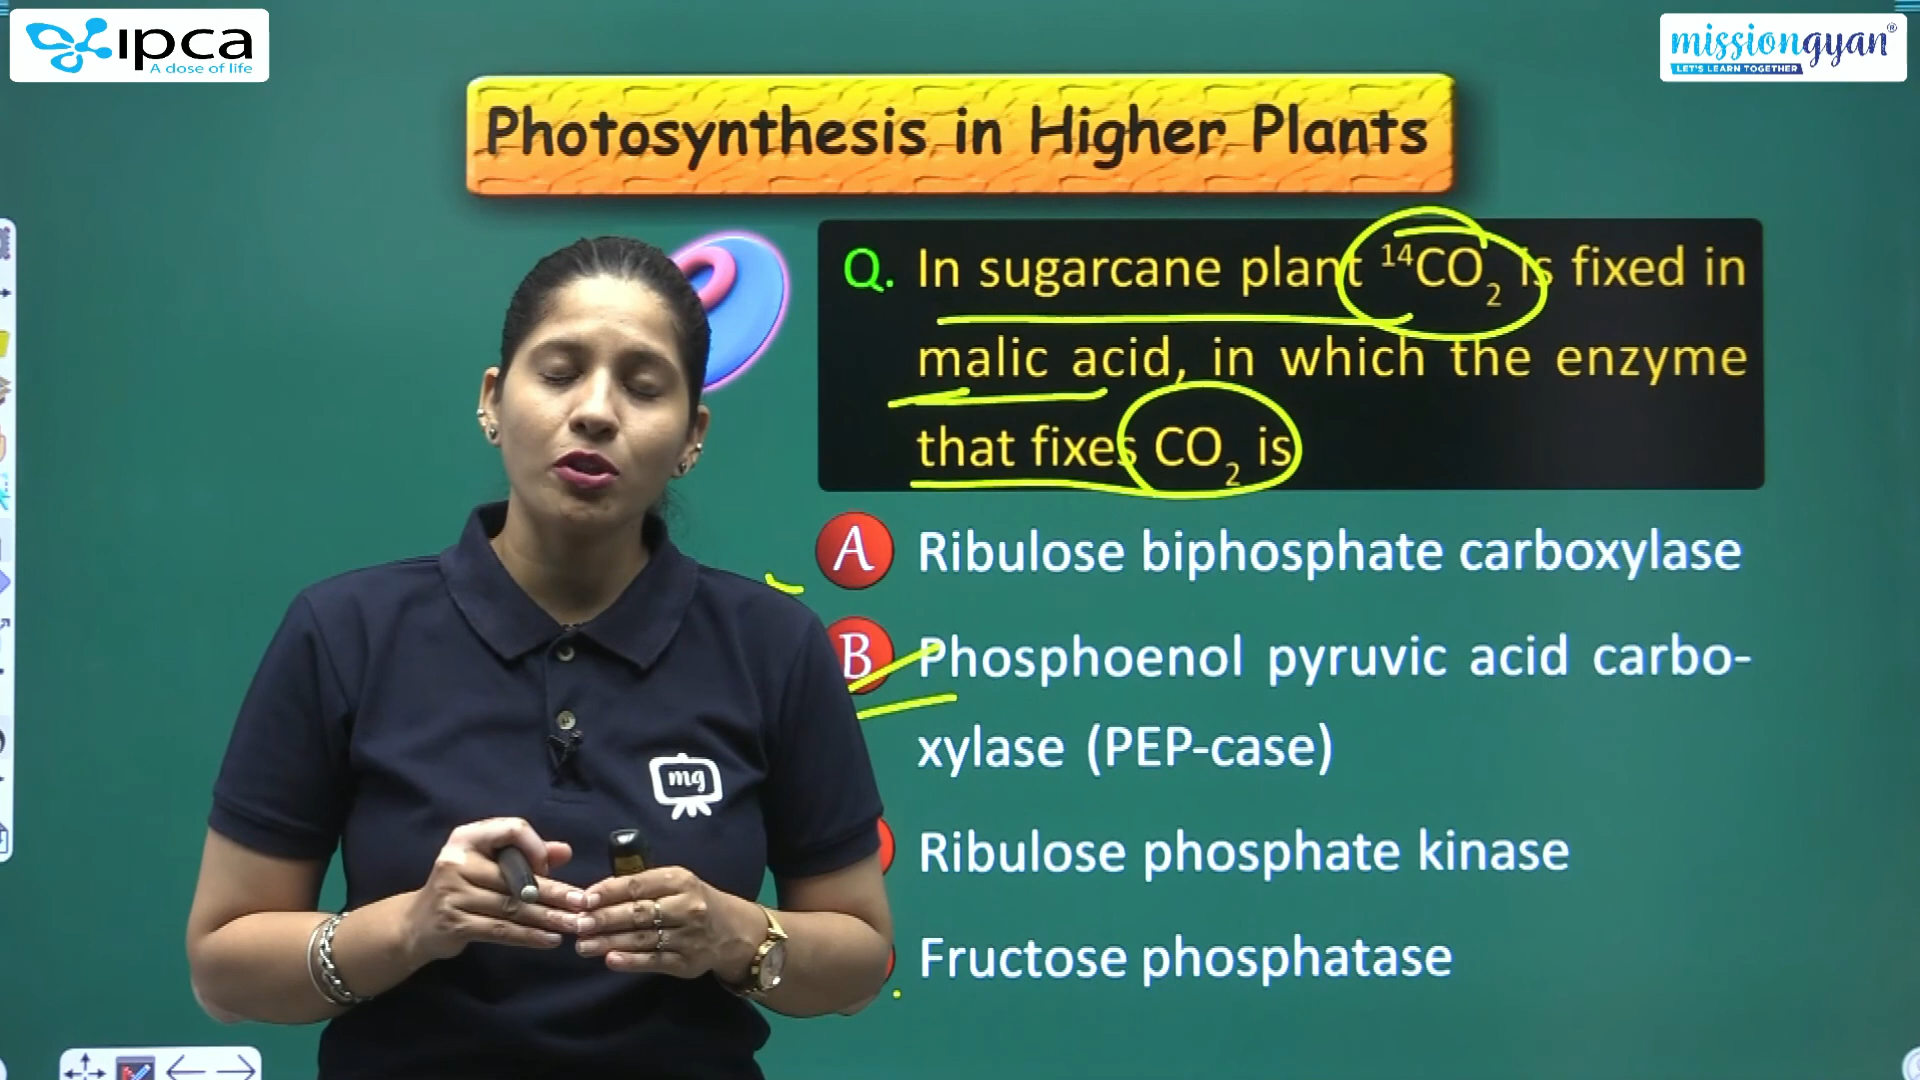 ipca
A dose of life
missiongyan®
LET'S LEARN TOGETHER
Photosynthesis in Higher Plants
Q. In sugarcane plant ¹⁴CO₂ is fixed in
malic acid, in which the enzyme
that fixes CO₂ is
A Ribulose biphosphate carboxylase
B Phosphoenol pyruvic acid carbo-
xylase (PEP-case)
Ribulose phosphate kinase
Fructose phosphatase
mg